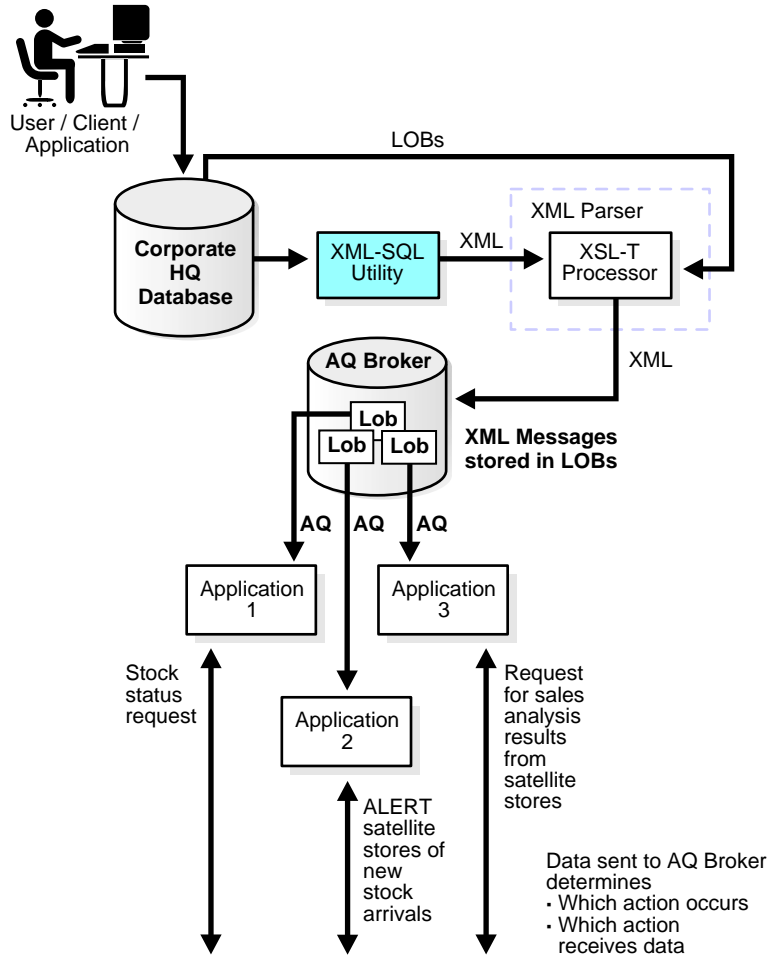 User / Client /
Application
LOBs
XML Parser
Corporate
HQ
Database
XML-SQL
Utility
XML
XSL-T
Processor
XML
AQ Broker
Lob
Lob
Lob
XML Messages
stored in LOBs
AQ
AQ
AQ
Application
1
Application
3
Stock
status
request
Application
2
Request
for sales
analysis
results
from
satellite
stores
ALERT
satellite
stores of
new
stock
arrivals
Data sent to AQ Broker
determines
· Which action occurs
· Which action
receives data